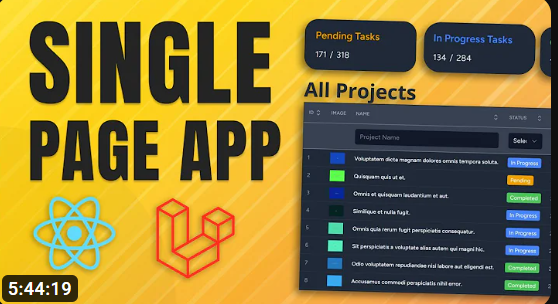 SINGLE
PAGE APP
5:44:19
Pending Tasks
171 / 318
In Progress Tasks
134 / 284
All Projects
ID IMAGE NAME STATUS
Project Name Sele
1 Voluptatem dicta magnam dolores omnis tempora soluta. In Progress
2 Quisquam quis ut et. Pending
3 Omnis et quisquam laudantium et aut. Completed
4 Similique et nulla fugit. In Progress
5 Omnis quia rerum fugit perspiciatis consequatur. In Progress
6 Sit perspiciatis a voluptate alias autem qui magni hic. In Progress
7 Odio voluptatem repudiandae nisi labore aut eligendi est. Completed
8 Accusamus commodi perspiciatis nihil error. Completed